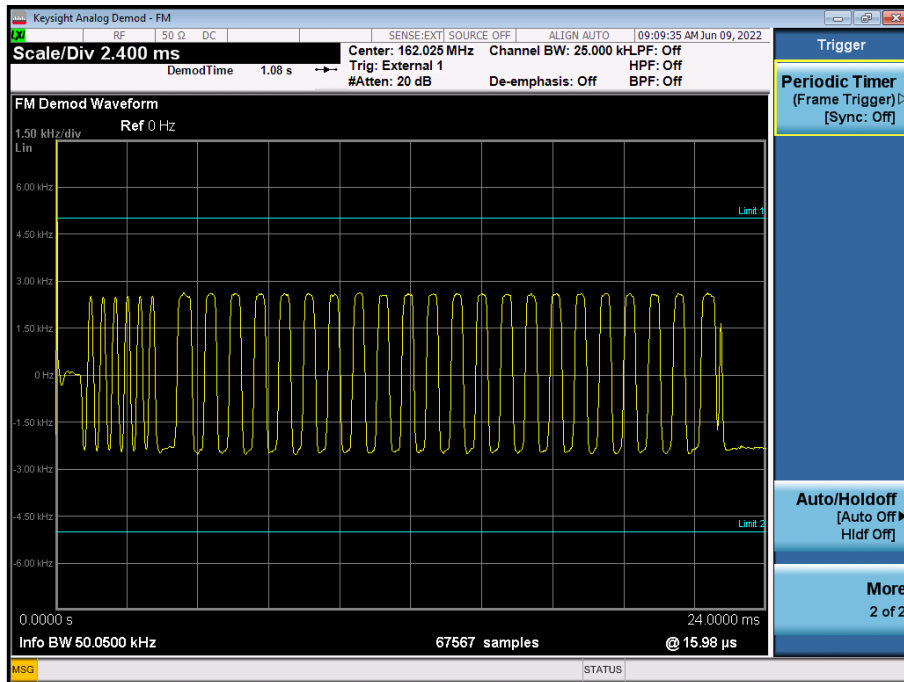 Keysight Analog Demod - FM
LXI RF 50 Ω DC SENSE:EXT SOURCE OFF ALIGN AUTO 09:09:35 AM Jun 09, 2022
Scale/Div 2.400 ms
DemodTime 1.08 s
Center: 162.025 MHz Channel BW: 25.000 kH LPF: Off
Trig: External 1 HPF: Off
#Atten: 20 dB De-emphasis: Off BPF: Off
Trigger
Periodic Timer
(Frame Trigger)
[Sync: Off]
FM Demod Waveform
Ref 0 Hz
1.50 kHz/div
Lin
6.00 kHz
Limit 1
4.50 kHz
3.00 kHz
1.50 kHz
0 Hz
-1.50 kHz
-3.00 kHz
-4.50 kHz
Limit 2
-6.00 kHz
Auto/Holdoff
[Auto Off
Hldf Off]
More
2 of 2
0.0000 s 24.0000 ms
Info BW 50.0500 kHz 67567 samples @ 15.98 µs
MSG STATUS